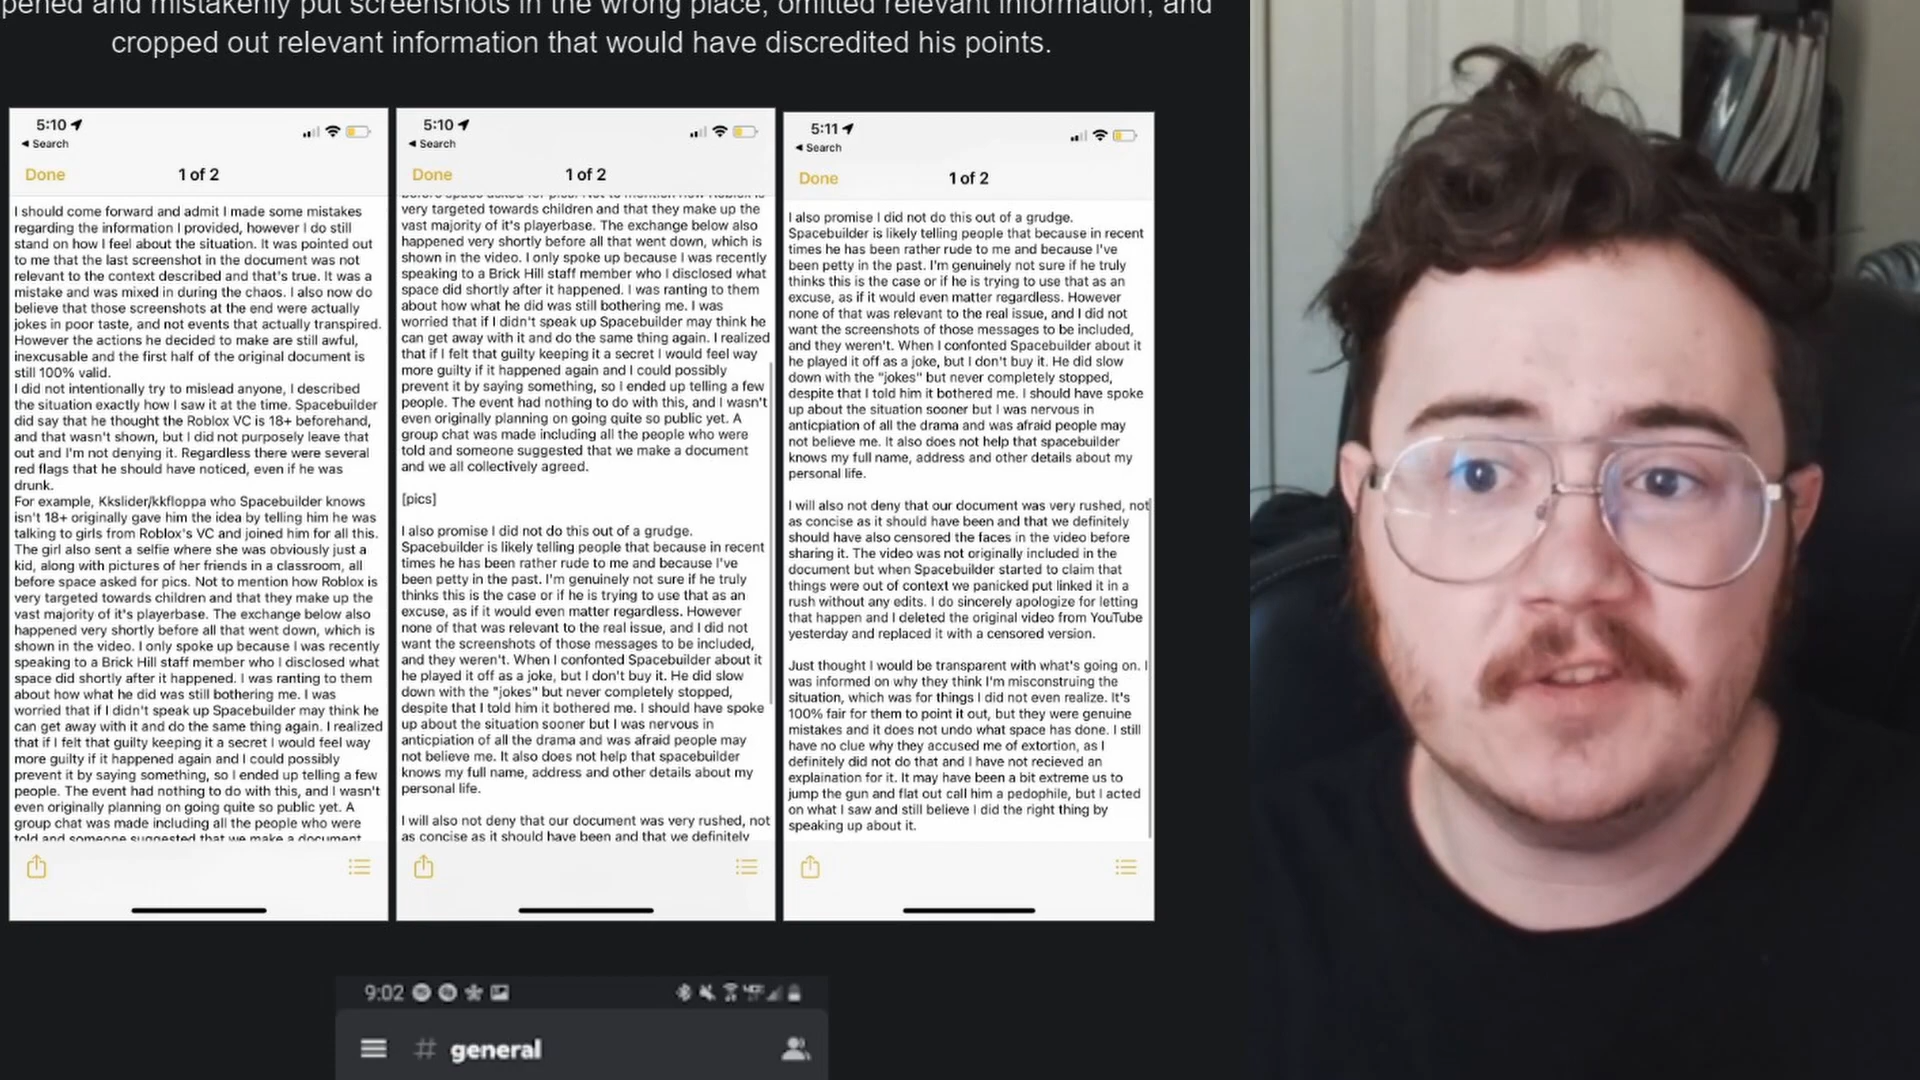 pened and mistakenly put screenshots in the wrong place, omitted relevant information, and
cropped out relevant information that would have discredited his points.
5:10
Search
Done
1 of 2
I should come forward and admit I made some mistakes
regarding the information I provided, however I do still
stand on how I feel about the situation. It was pointed out
to me that the last screenshot in the document was not
relevant to the context described and that's true. It was a
mistake and was mixed in during the chaos. I also now do
believe that those screenshots at the end were actually
jokes in poor taste, and not events that actually transpired.
However the actions he decided to make are still awful,
inexcusable and the first half of the original document is
still 100% valid.
I did not intentionally try to mislead anyone, I described
the situation exactly how I saw it at the time. Spacebuilder
did say that he thought the Roblox VC is 18+ beforehand,
and that wasn't shown, but I did not purposely leave that
out and I'm not denying it. Regardless there were several
red flags that he should have noticed, even if he was
drunk.
For example, Kkslider/kkfloppa who Spacebuilder knows
isn't 18+ originally gave him the idea by telling him he was
talking to girls from Roblox's VC and joined him for all this.
The girl also sent a selfie where she was obviously just a
kid, along with pictures of her friends in a classroom, all
before space asked for pics. Not to mention how Roblox is
very targeted towards children and that they make up the
vast majority of it's playerbase. The exchange below also
happened very shortly before all that went down, which is
shown in the video. I only spoke up because I was recently
speaking to a Brick Hill staff member who I disclosed what
space did shortly after it happened. I was ranting to them
about how what he did was still bothering me. I was
worried that if I didn't speak up Spacebuilder may think he
can get away with it and do the same thing again. I realized
that if I felt that guilty keeping it a secret I would feel way
more guilty if it happened again and I could possibly
prevent it by saying something, so I ended up telling a few
people. The event had nothing to do with this, and I wasn't
even originally planning on going quite so public yet. A
group chat was made including all the people who were
told and someone suggested that we make a document
5:10
Search
Done
1 of 2
before space asked for pics. Not to mention how Roblox is
very targeted towards children and that they make up the
vast majority of it's playerbase. The exchange below also
happened very shortly before all that went down, which is
shown in the video. I only spoke up because I was recently
speaking to a Brick Hill staff member who I disclosed what
space did shortly after it happened. I was ranting to them
about how what he did was still bothering me. I was
worried that if I didn't speak up Spacebuilder may think he
can get away with it and do the same thing again. I realized
that if I felt that guilty keeping it a secret I would feel way
more guilty if it happened again and I could possibly
prevent it by saying something, so I ended up telling a few
people. The event had nothing to do with this, and I wasn't
even originally planning on going quite so public yet. A
group chat was made including all the people who were
told and someone suggested that we make a document
and we all collectively agreed.
[pics]
I also promise I did not do this out of a grudge.
Spacebuilder is likely telling people that because in recent
times he has been rather rude to me and because I've
been petty in the past. I'm genuinely not sure if he truly
thinks this is the case or if he is trying to use that as an
excuse, as if it would even matter regardless. However
none of that was relevant to the real issue, and I did not
want the screenshots of those messages to be included,
and they weren't. When I confonted Spacebuilder about it
he played it off as a joke, but I don't buy it. He did slow
down with the "jokes" but never completely stopped,
despite that I told him it bothered me. I should have spoke
up about the situation sooner but I was nervous in
anticpiation of all the drama and was afraid people may
not believe me. It also does not help that spacebuilder
knows my full name, address and other details about my
personal life.
I will also not deny that our document was very rushed, not
as concise as it should have been and that we definitely
5:11
Search
Done
1 of 2
I also promise I did not do this out of a grudge.
Spacebuilder is likely telling people that because in recent
times he has been rather rude to me and because I've
been petty in the past. I'm genuinely not sure if he truly
thinks this is the case or if he is trying to use that as an
excuse, as if it would even matter regardless. However
none of that was relevant to the real issue, and I did not
want the screenshots of those messages to be included,
and they weren't. When I confonted Spacebuilder about it
he played it off as a joke, but I don't buy it. He did slow
down with the "jokes" but never completely stopped,
despite that I told him it bothered me. I should have spoke
up about the situation sooner but I was nervous in
anticpiation of all the drama and was afraid people may
not believe me. It also does not help that spacebuilder
knows my full name, address and other details about my
personal life.
I will also not deny that our document was very rushed, not
as concise as it should have been and that we definitely
should have also censored the faces in the video before
sharing it. The video was not originally included in the
document but when Spacebuilder started to claim that
things were out of context we panicked put linked it in a
rush without any edits. I do sincerely apologize for letting
that happen and I deleted the original video from YouTube
yesterday and replaced it with a censored version.
Just thought I would be transparent with what's going on. I
was informed on why they think I'm misconstruing the
situation, which was for things I did not even realize. It's
100% fair for them to point it out, but they were genuine
mistakes and it does not undo what space has done. I still
have no clue why they accused me of extortion, as I
definitely did not do that and I have not recieved an
explaination for it. It may have been a bit extreme us to
jump the gun and flat out call him a pedophile, but I acted
on what I saw and still believe I did the right thing by
speaking up about it.
9:02
# general